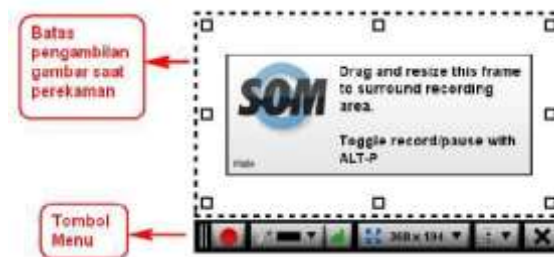 Batas
pengambilan
gambar saat
perekaman
SOM
Drag and resize this frame
to surround recording
area.
Toggle record/pause with
ALT-P
Hide
Tombol
Menu